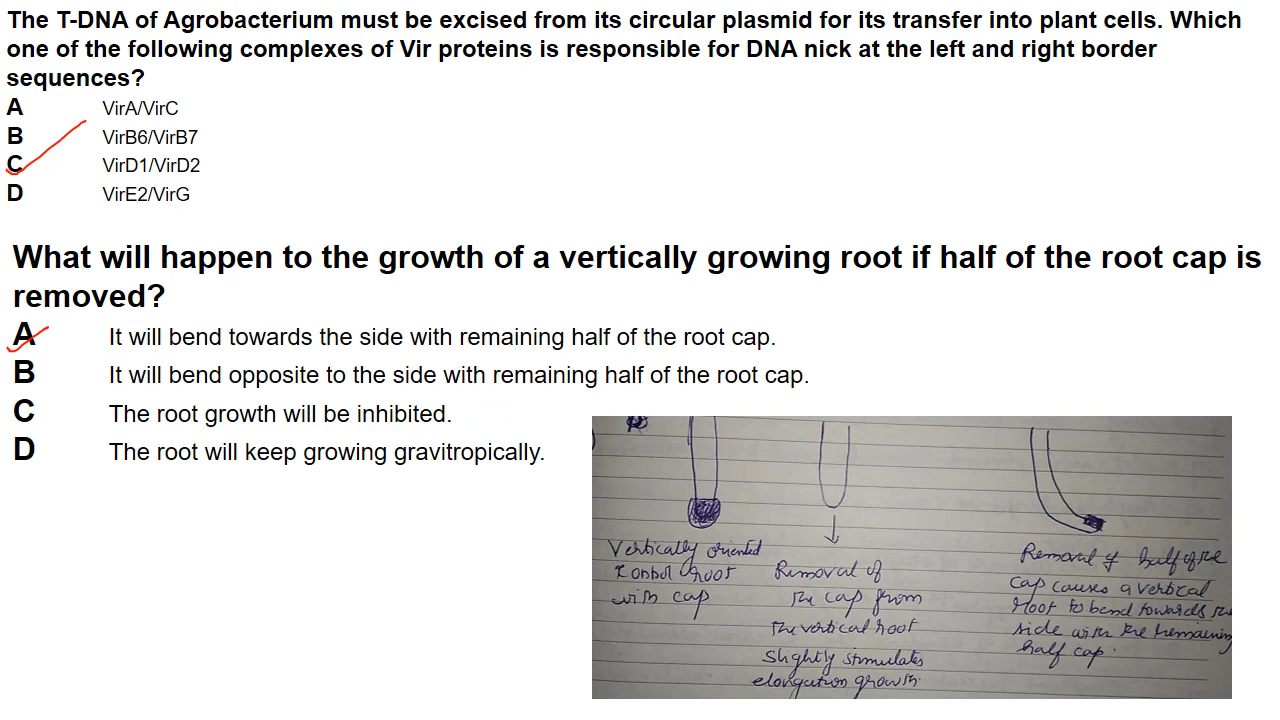 The T-DNA of Agrobacterium must be excised from its circular plasmid for its transfer into plant cells. Which
one of the following complexes of Vir proteins is responsible for DNA nick at the left and right border
sequences?
A VirA/VirC
B VirB6/VirB7
C VirD1/VirD2
D VirE2/VirG
What will happen to the growth of a vertically growing root if half of the root cap is
removed?
A It will bend towards the side with remaining half of the root cap.
B It will bend opposite to the side with remaining half of the root cap.
C The root growth will be inhibited.
D The root will keep growing gravitropically.
Vertically oriented
control root
with cap
Removal of
the cap from
the vertical root
slightly stimulates
elongation growth.
Removal of half of the
cap causes a vertical
root to bend towards the
side with the remaining
half cap.